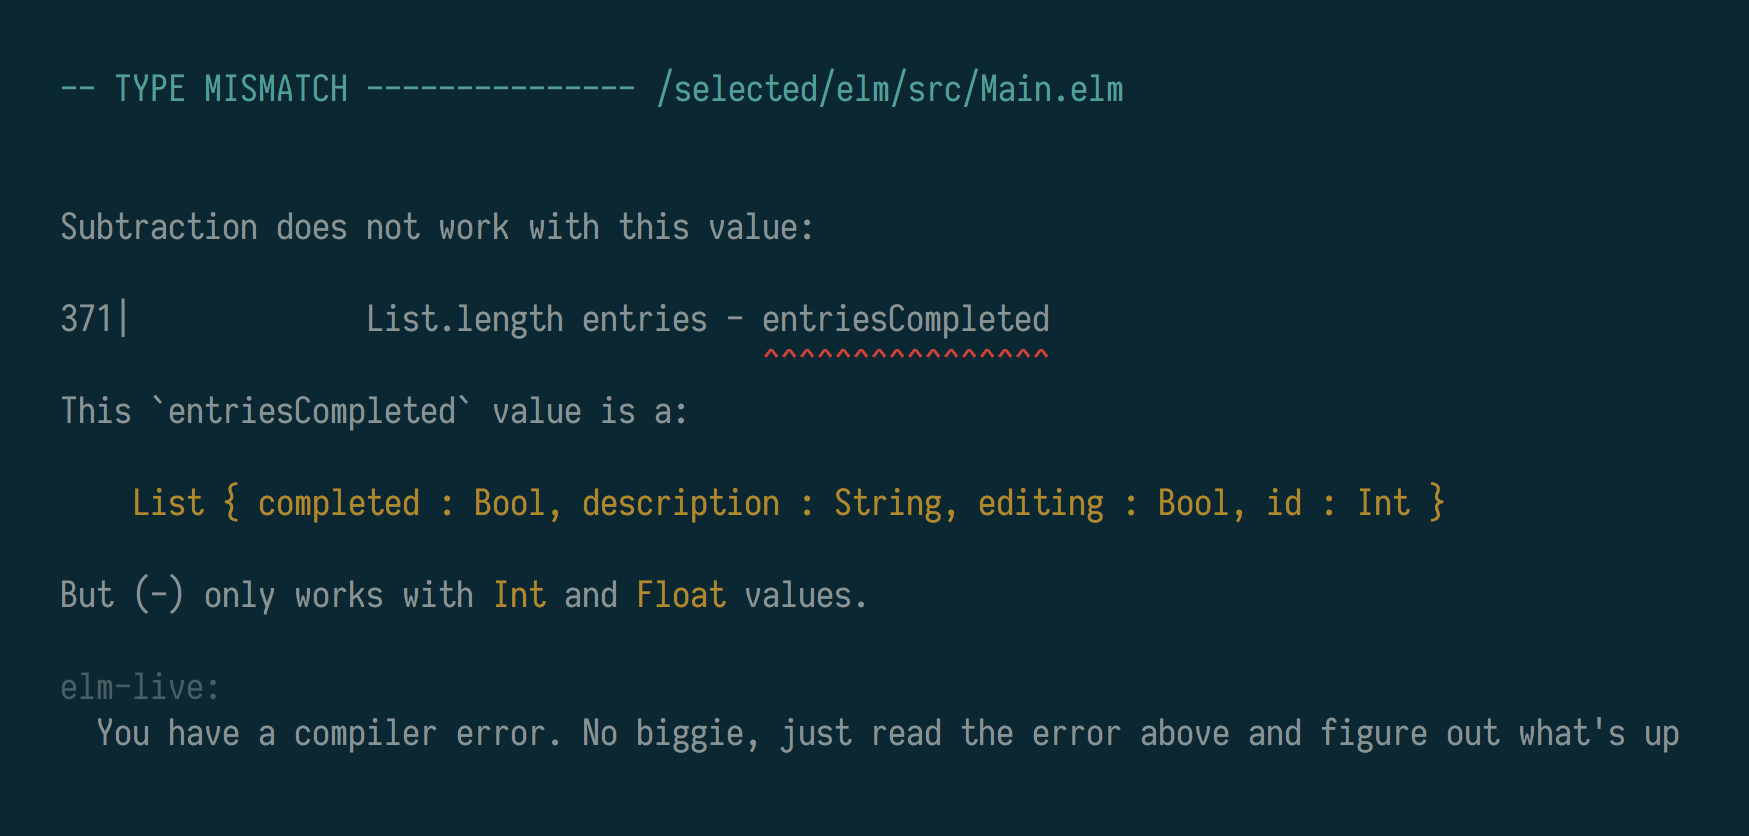 -- TYPE MISMATCH --------------- /selected/elm/src/Main.elm
Subtraction does not work with this value:
371|             List.length entries - entriesCompleted
                                       ^^^^^^^^^^^^^^^^
This `entriesCompleted` value is a:
    List { completed : Bool, description : String, editing : Bool, id : Int }
But (-) only works with Int and Float values.
elm-live:
  You have a compiler error. No biggie, just read the error above and figure out what's up